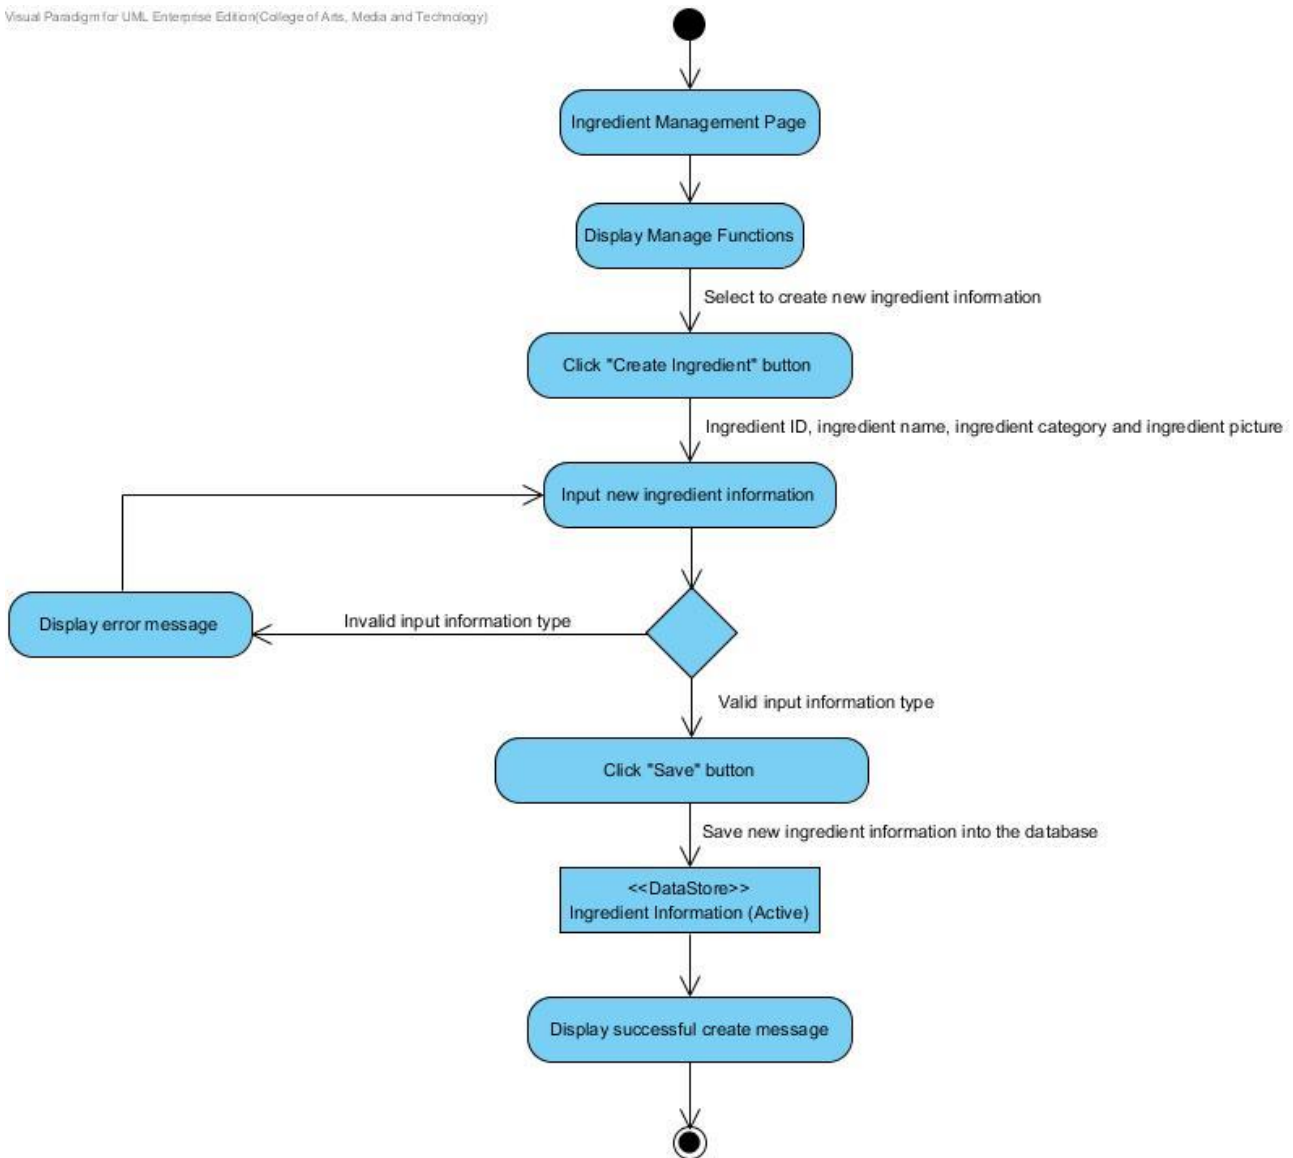 Visual Paradigm for UML Enterprise Edition(College of Arts, Media and Technology)
Ingredient Management Page
Display Manage Functions
Select to create new ingredient information
Click "Create Ingredient" button
Ingredient ID, ingredient name, ingredient category and ingredient picture
Input new ingredient information
Display error message
Invalid input information type
Valid input information type
Click "Save" button
Save new ingredient information into the database
<<DataStore>>
Ingredient Information (Active)
Display successful create message